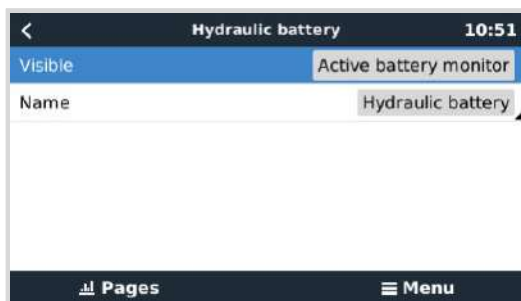 Hydraulic battery 10:51
Visible Active battery monitor
Name Hydraulic battery
Pages Menu